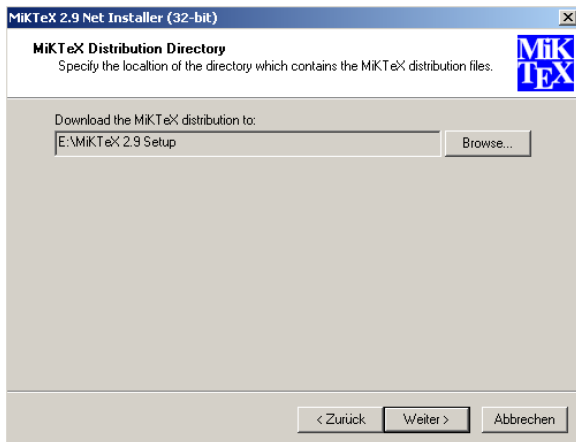 MiKTeX 2.9 Net Installer (32-bit)
MiKTeX Distribution Directory
Specify the localtion of the directory which contains the MiKTeX distribution files.
MiK
TEX
Download the MiKTeX distribution to:
E:\MiKTeX 2.9 Setup
Browse...
< Zurück
Weiter >
Abbrechen